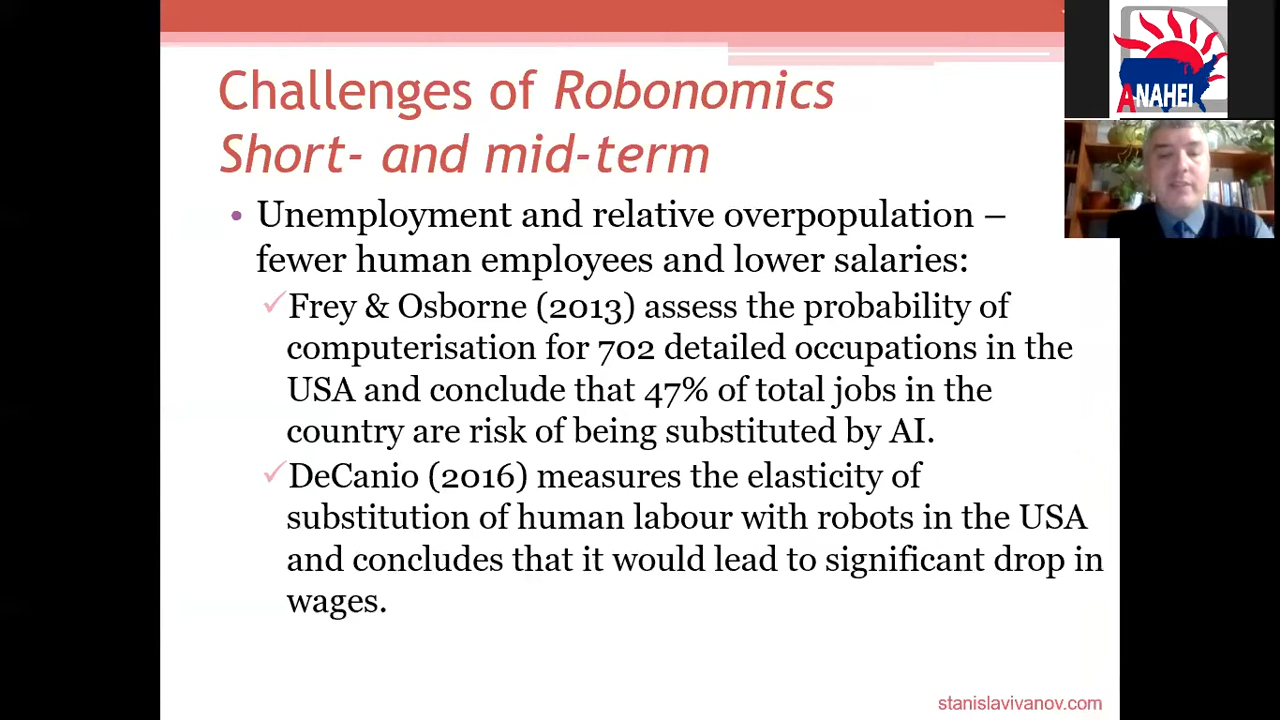 Challenges of Robonomics
Short- and mid-term
• Unemployment and relative overpopulation –
fewer human employees and lower salaries:
✓Frey & Osborne (2013) assess the probability of
computerisation for 702 detailed occupations in the
USA and conclude that 47% of total jobs in the
country are risk of being substituted by AI.
✓DeCanio (2016) measures the elasticity of
substitution of human labour with robots in the USA
and concludes that it would lead to significant drop in
wages.
stanislavivanov.com
ANAHEI